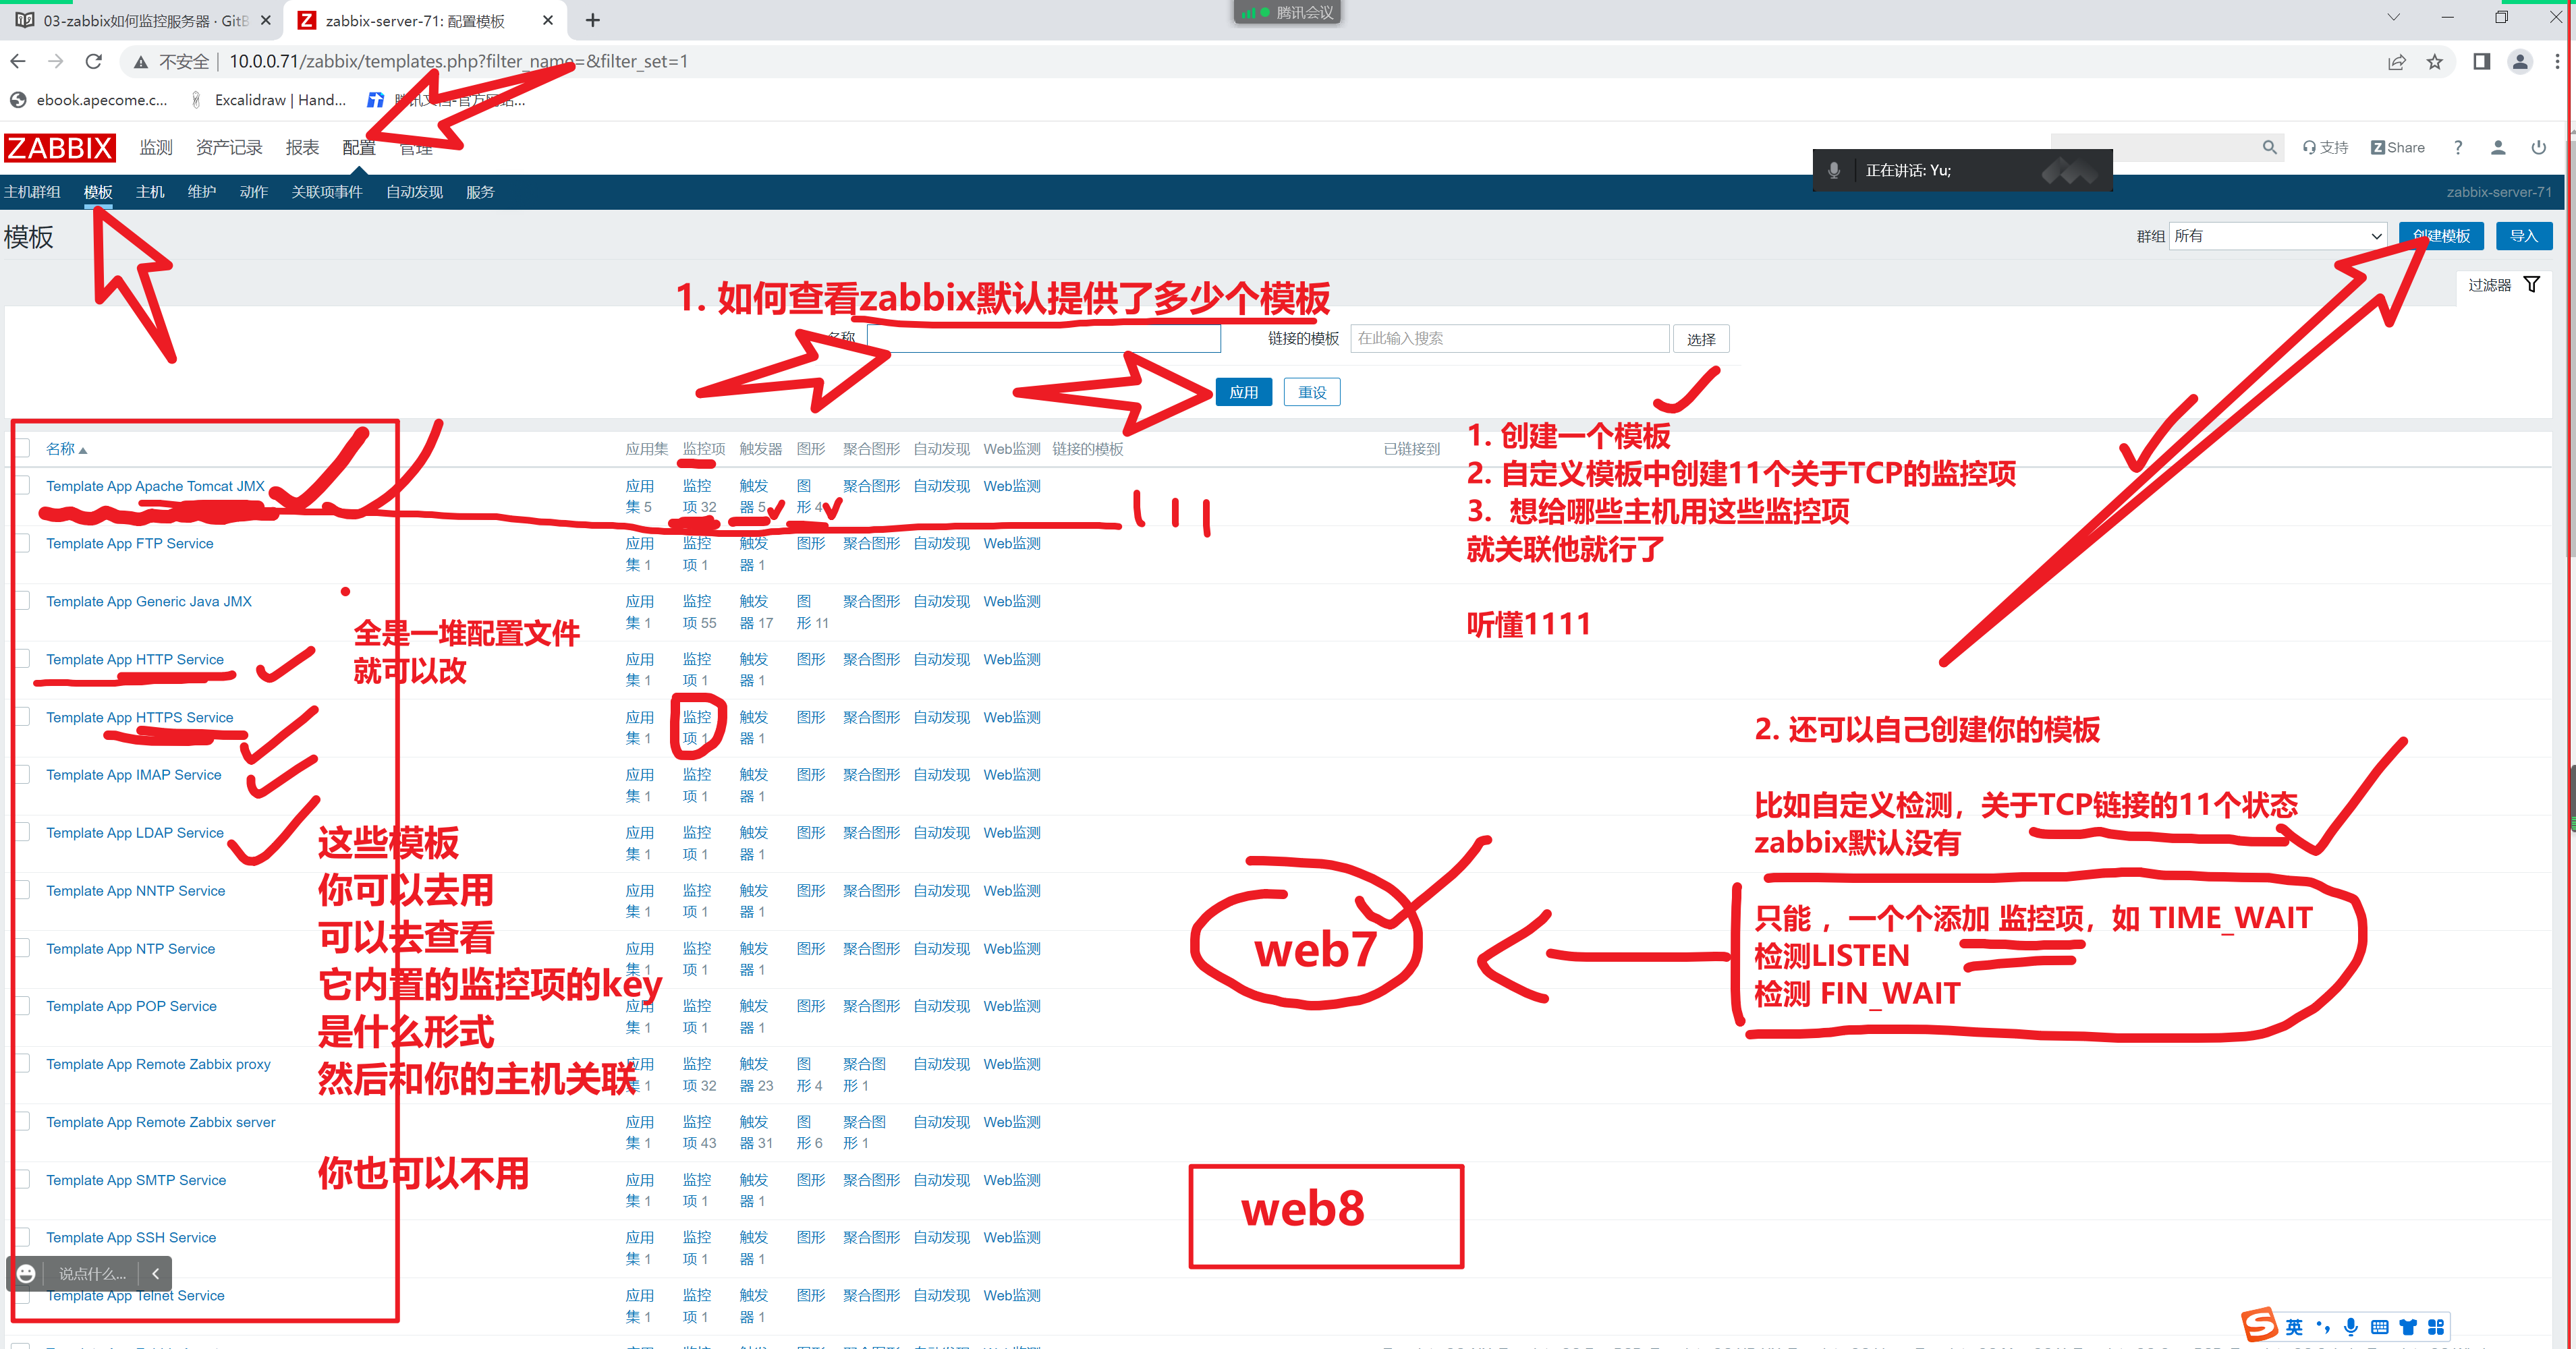 03-zabbix如何监控服务器 · GitB
zabbix-server-71: 配置模板
腾讯会议
不安全
10.0.0.71/zabbix/templates.php?filter_name=&filter_set=1
ebook.apecome.c...
Excalidraw | Hand...
腾讯文档-官方网站...
ZABBIX
监测 资产记录 报表 配置 管理
支持
Share
?
正在讲话: Yu;
主机群组 模板 主机 维护 动作 关联项事件 自动发现 服务
zabbix-server-71
模板
群组 所有
创建模板
导入
过滤器
1. 如何查看zabbix默认提供了多少个模板
名称
链接的模板 在此输入搜索 选择
应用 重设
名称 应用集 监控项 触发器 图形 聚合图形 自动发现 Web监测 链接的模板 已链接到
Template App Apache Tomcat JMX 应用集 5 监控项 32 触发器 5 图形 4 聚合图形 自动发现 Web监测
Template App FTP Service 应用集 1 监控项 1 触发器 1 图形 聚合图形 自动发现 Web监测
Template App Generic Java JMX 应用集 1 监控项 55 触发器 17 图形 11 聚合图形 自动发现 Web监测
Template App HTTP Service 应用集 1 监控项 1 触发器 1 图形 聚合图形 自动发现 Web监测
Template App HTTPS Service 应用集 1 监控项 1 触发器 1 图形 聚合图形 自动发现 Web监测
Template App IMAP Service 应用集 1 监控项 1 触发器 1 图形 聚合图形 自动发现 Web监测
Template App LDAP Service 应用集 1 监控项 1 触发器 1 图形 聚合图形 自动发现 Web监测
Template App NNTP Service 应用集 1 监控项 1 触发器 1 图形 聚合图形 自动发现 Web监测
Template App NTP Service 应用集 1 监控项 1 触发器 1 图形 聚合图形 自动发现 Web监测
Template App POP Service 应用集 1 监控项 1 触发器 1 图形 聚合图形 自动发现 Web监测
Template App Remote Zabbix proxy 应用集 1 监控项 32 触发器 23 图形 4 聚合图形 1 自动发现 Web监测
Template App Remote Zabbix server 应用集 1 监控项 43 触发器 31 图形 6 聚合图形 1 自动发现 Web监测
Template App SMTP Service 应用集 1 监控项 1 触发器 1 图形 聚合图形 自动发现 Web监测
Template App SSH Service 应用集 1 监控项 1 触发器 1 图形 聚合图形 自动发现 Web监测
Template App Telnet Service 应用集 1 监控项 1 触发器 1 图形 聚合图形 自动发现 Web监测
说点什么...
111
全是一堆配置文件
就可以改
这些模板
你可以去用
可以去查看
它内置的监控项的key
是什么形式
然后和你的主机关联
你也可以不用
1. 创建一个模板
2. 自定义模板中创建11个关于TCP的监控项
3. 想给哪些主机用这些监控项
就关联他就行了
听懂1111
2. 还可以自己创建你的模板
比如自定义检测，关于TCP链接的11个状态
zabbix默认没有
只能 ，一个个添加 监控项，如 TIME_WAIT
检测LISTEN
检测 FIN_WAIT
web7
web8
英